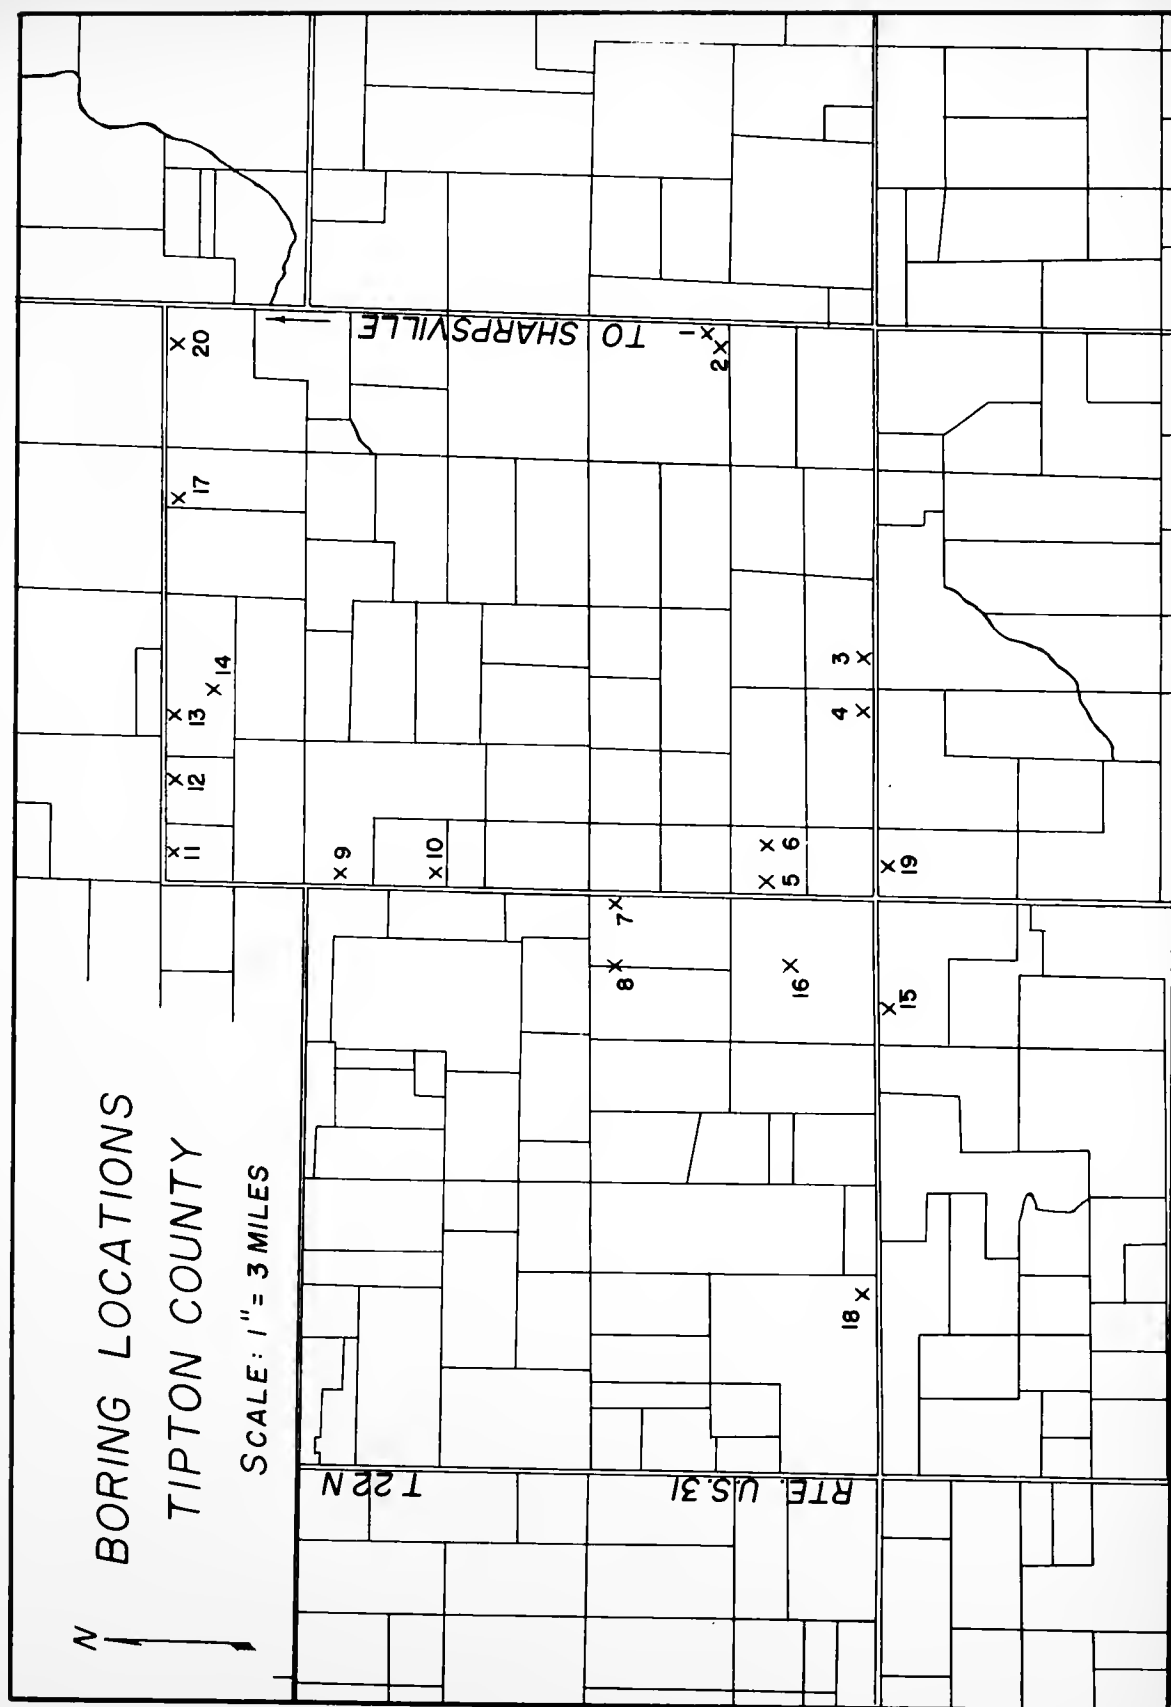 BORING LOCATIONS
TIPTON COUNTY
SCALE: 1" = 3 MILES
N
T 22 N
RTE. U.S. 31
TO SHARPSVILLE
1
2
3
4
5
6
7
8
9
10
11
12
13
14
15
16
17
18
19
20